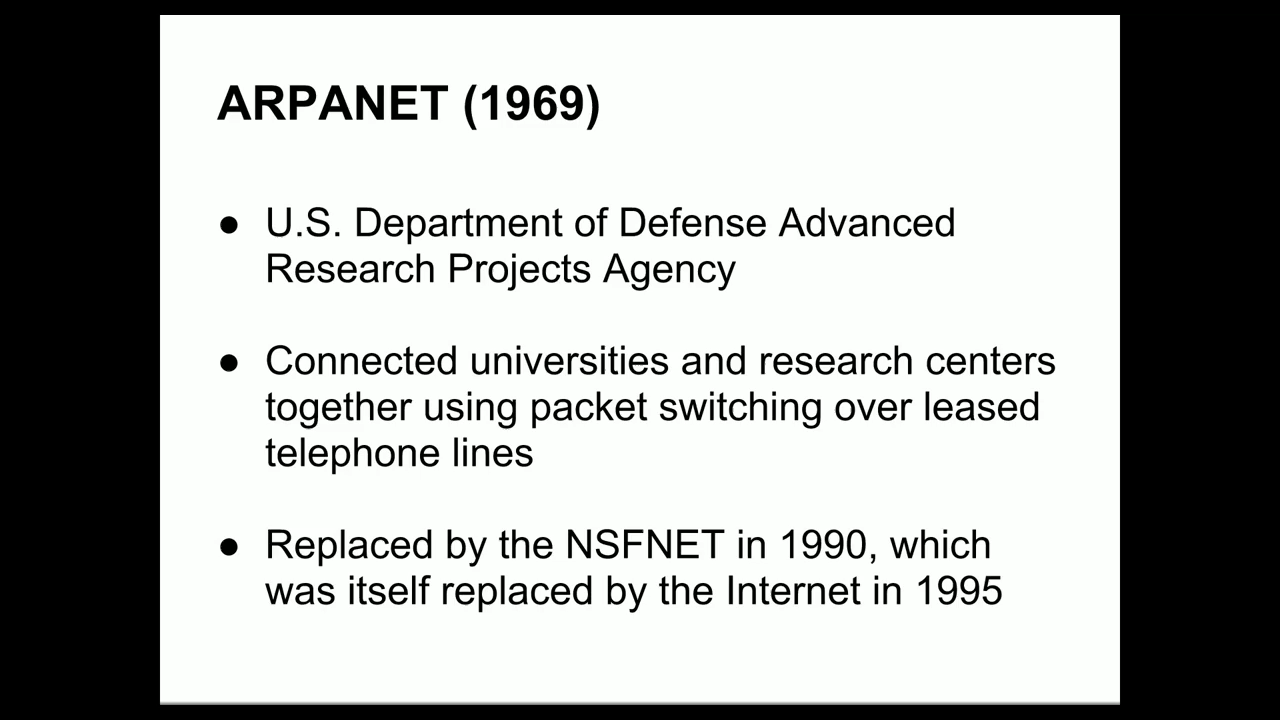 ARPANET (1969)
● U.S. Department of Defense Advanced
Research Projects Agency
● Connected universities and research centers
together using packet switching over leased
telephone lines
● Replaced by the NSFNET in 1990, which
was itself replaced by the Internet in 1995